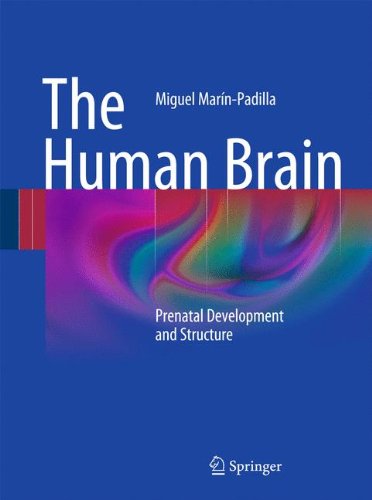 The
Human Brain
Miguel Marín-Padilla
Prenatal Development
and Structure
Springer